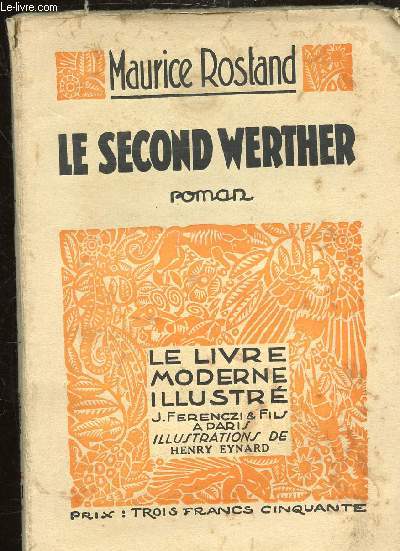 Le-livre.com
Maurice Rostand
LE SECOND WERTHER
roman
LE LIVRE
MODERNE
ILLUSTRÉ
J. FERENCZI & FILS
A PARIS
ILLUSTRATIONS DE
HENRY EYNARD
PRIX : TROIS FRANCS CINQUANTE